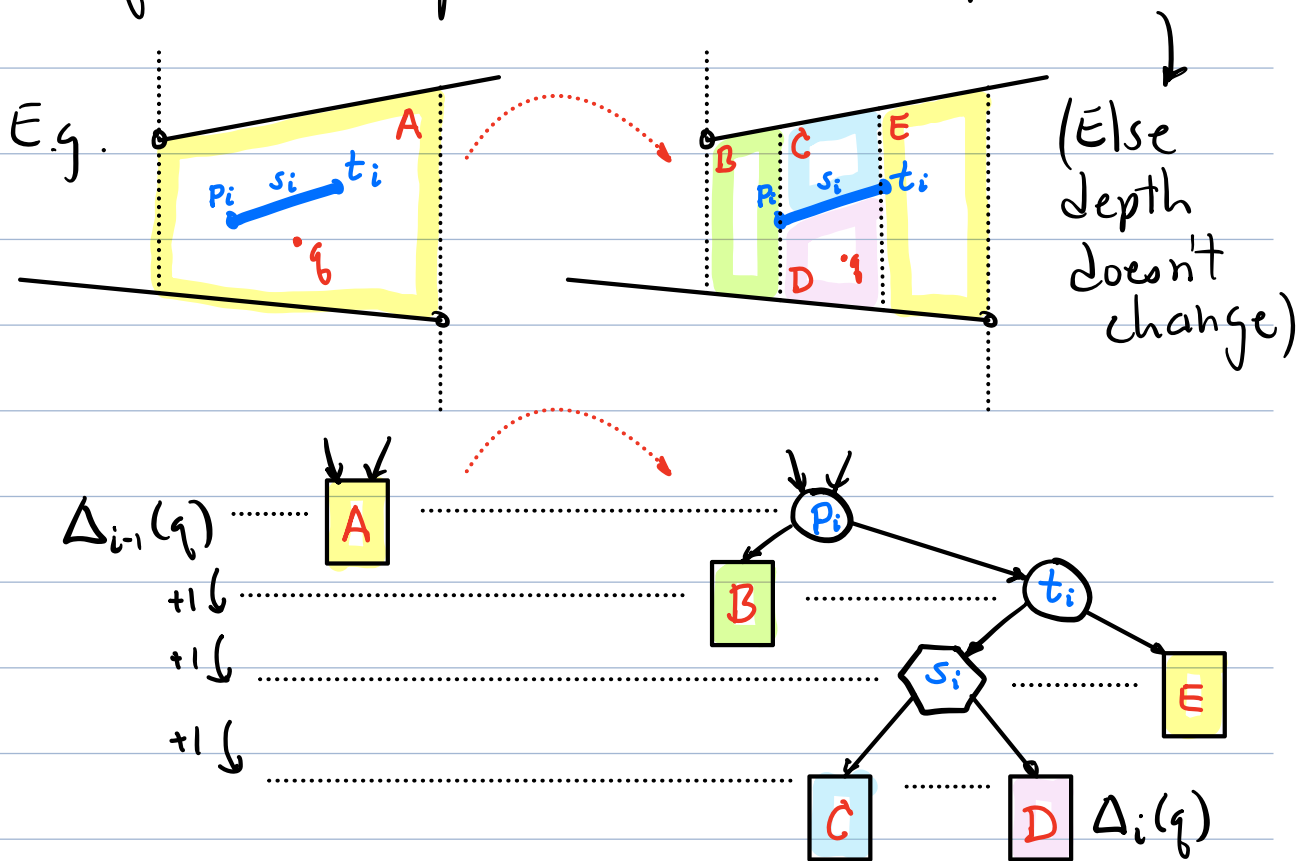 E.g.
A
pᵢ sᵢ tᵢ
q
B C E
pᵢ sᵢ tᵢ
D q
(Else
depth
doesn't
change)
Δᵢ₋₁(q) A pᵢ
+1 B tᵢ
+1 sᵢ E
+1
C D Δᵢ(q)